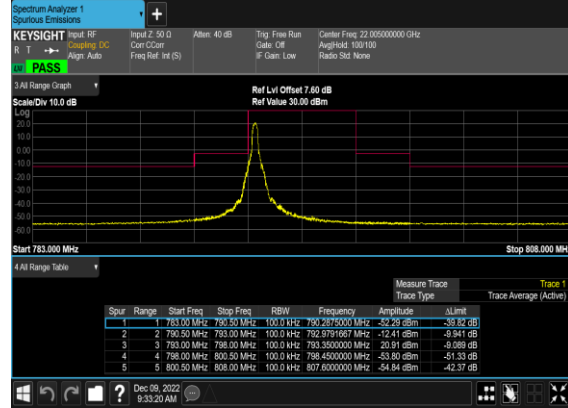 Spectrum Analyzer 1
Spurious Emissions
KEYSIGHT Input: RF Input Z: 50 Ω Atten: 40 dB Trig: Free Run Center Freq: 22.005000000 GHz
R T Coupling: DC Corr CCorr Gate: Off Avg|Hold: 100/100
Align: Auto Freq Ref: Int (S) IF Gain: Low Radio Std: None
PASS
3 All Range Graph
Ref Lvl Offset 7.60 dB
Scale/Div 10.0 dB Ref Value 30.00 dBm
Log
20.0
10.0
0.00
-10.0
-20.0
-30.0
-40.0
-50.0
-60.0
Start 783.000 MHz Stop 808.000 MHz
4 All Range Table
Measure Trace Trace 1
Trace Type Trace Average (Active)
Spur Range Start Freq Stop Freq RBW Frequency Amplitude ΔLimit
1 1 783.00 MHz 790.50 MHz 100.0 kHz 790.2875000 MHz -52.29 dBm -39.82 dB
2 2 790.50 MHz 793.00 MHz 100.0 kHz 792.9791667 MHz -12.41 dBm -9.941 dB
3 3 793.00 MHz 798.00 MHz 100.0 kHz 793.3500000 MHz 20.91 dBm -9.089 dB
4 4 798.00 MHz 800.50 MHz 100.0 kHz 798.4500000 MHz -53.80 dBm -51.33 dB
5 5 800.50 MHz 808.00 MHz 100.0 kHz 807.6000000 MHz -54.84 dBm -42.37 dB
? Dec 09, 2022
9:33:20 AM